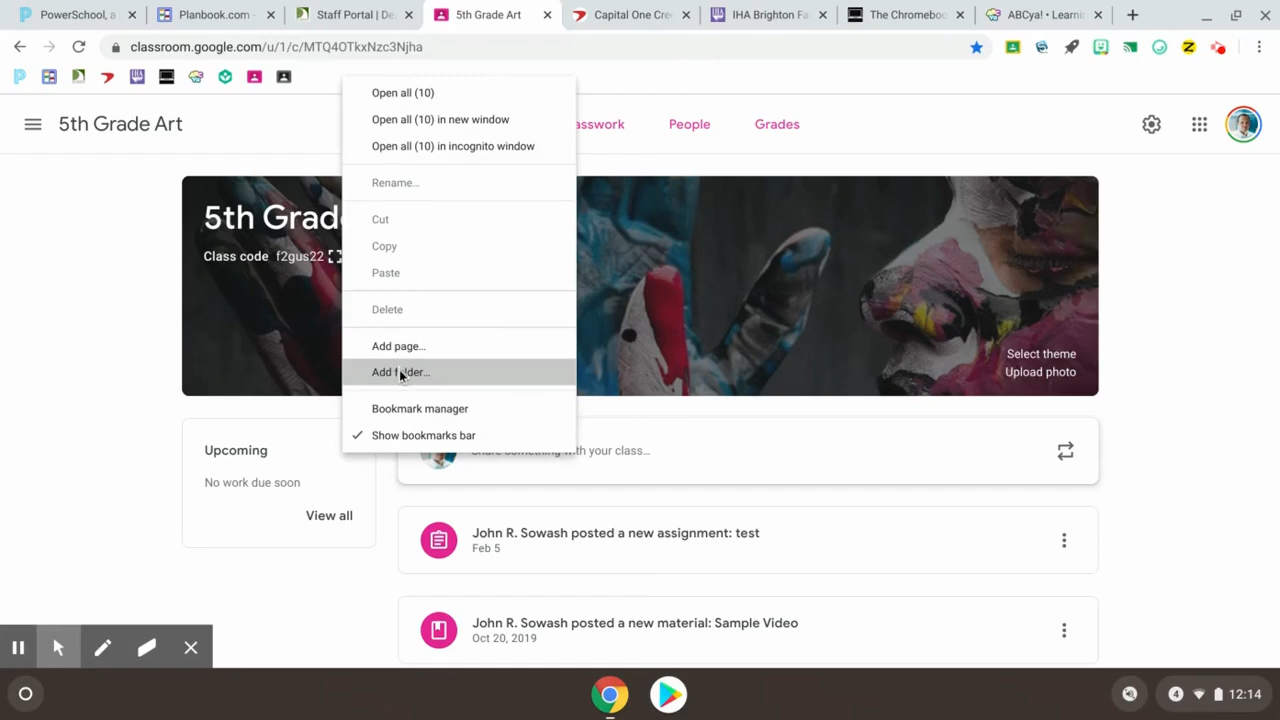 PowerSchool, a
Planbook.com -
Staff Portal | De
5th Grade Art
Capital One Cre
IHA Brighton Fa
The Chromeboo
ABCya! • Learni
classroom.google.com/u/1/c/MTQ4OTkxNzc3Njha
5th Grade Art
asswork
People
Grades
Open all (10)
Open all (10) in new window
Open all (10) in incognito window
Rename...
Cut
Copy
Paste
Delete
Add page...
Add folder...
Bookmark manager
Show bookmarks bar
5th Grade
Class code f2gus22
Select theme
Upload photo
Upcoming
No work due soon
View all
Share something with your class...
John R. Sowash posted a new assignment: test
Feb 5
John R. Sowash posted a new material: Sample Video
Oct 20, 2019
4
12:14